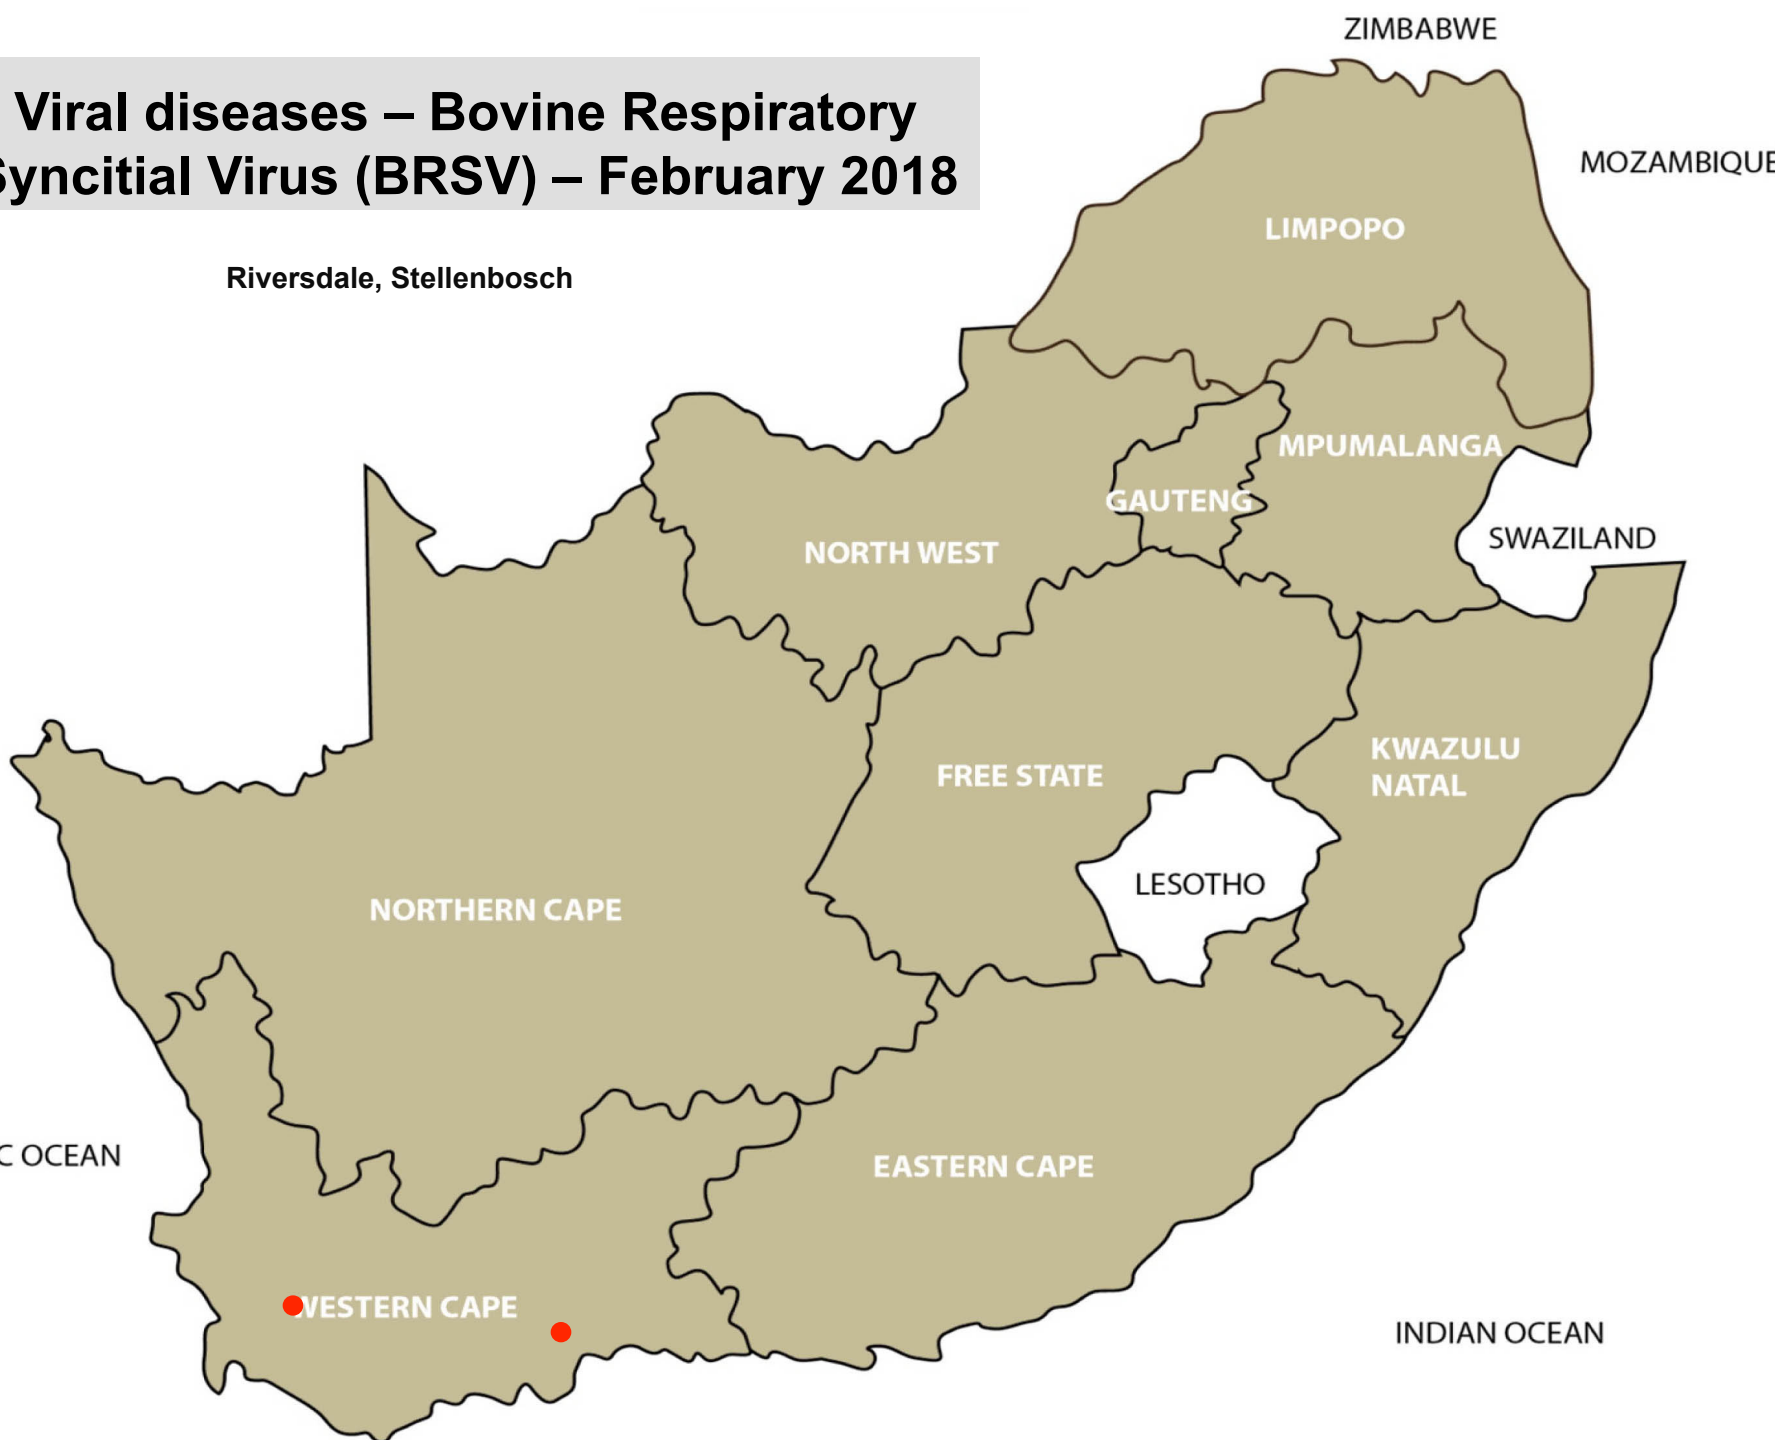 ZIMBABWE
Viral diseases – Bovine Respiratory
Syncitial Virus (BRSV) – February 2018
MOZAMBIQUE
LIMPOPO
Riversdale, Stellenbosch
MPUMALANGA
GAUTENG
SWAZILAND
NORTH WEST
KWAZULU
NATAL
FREE STATE
LESOTHO
NORTHERN CAPE
C OCEAN
EASTERN CAPE
WESTERN CAPE
INDIAN OCEAN